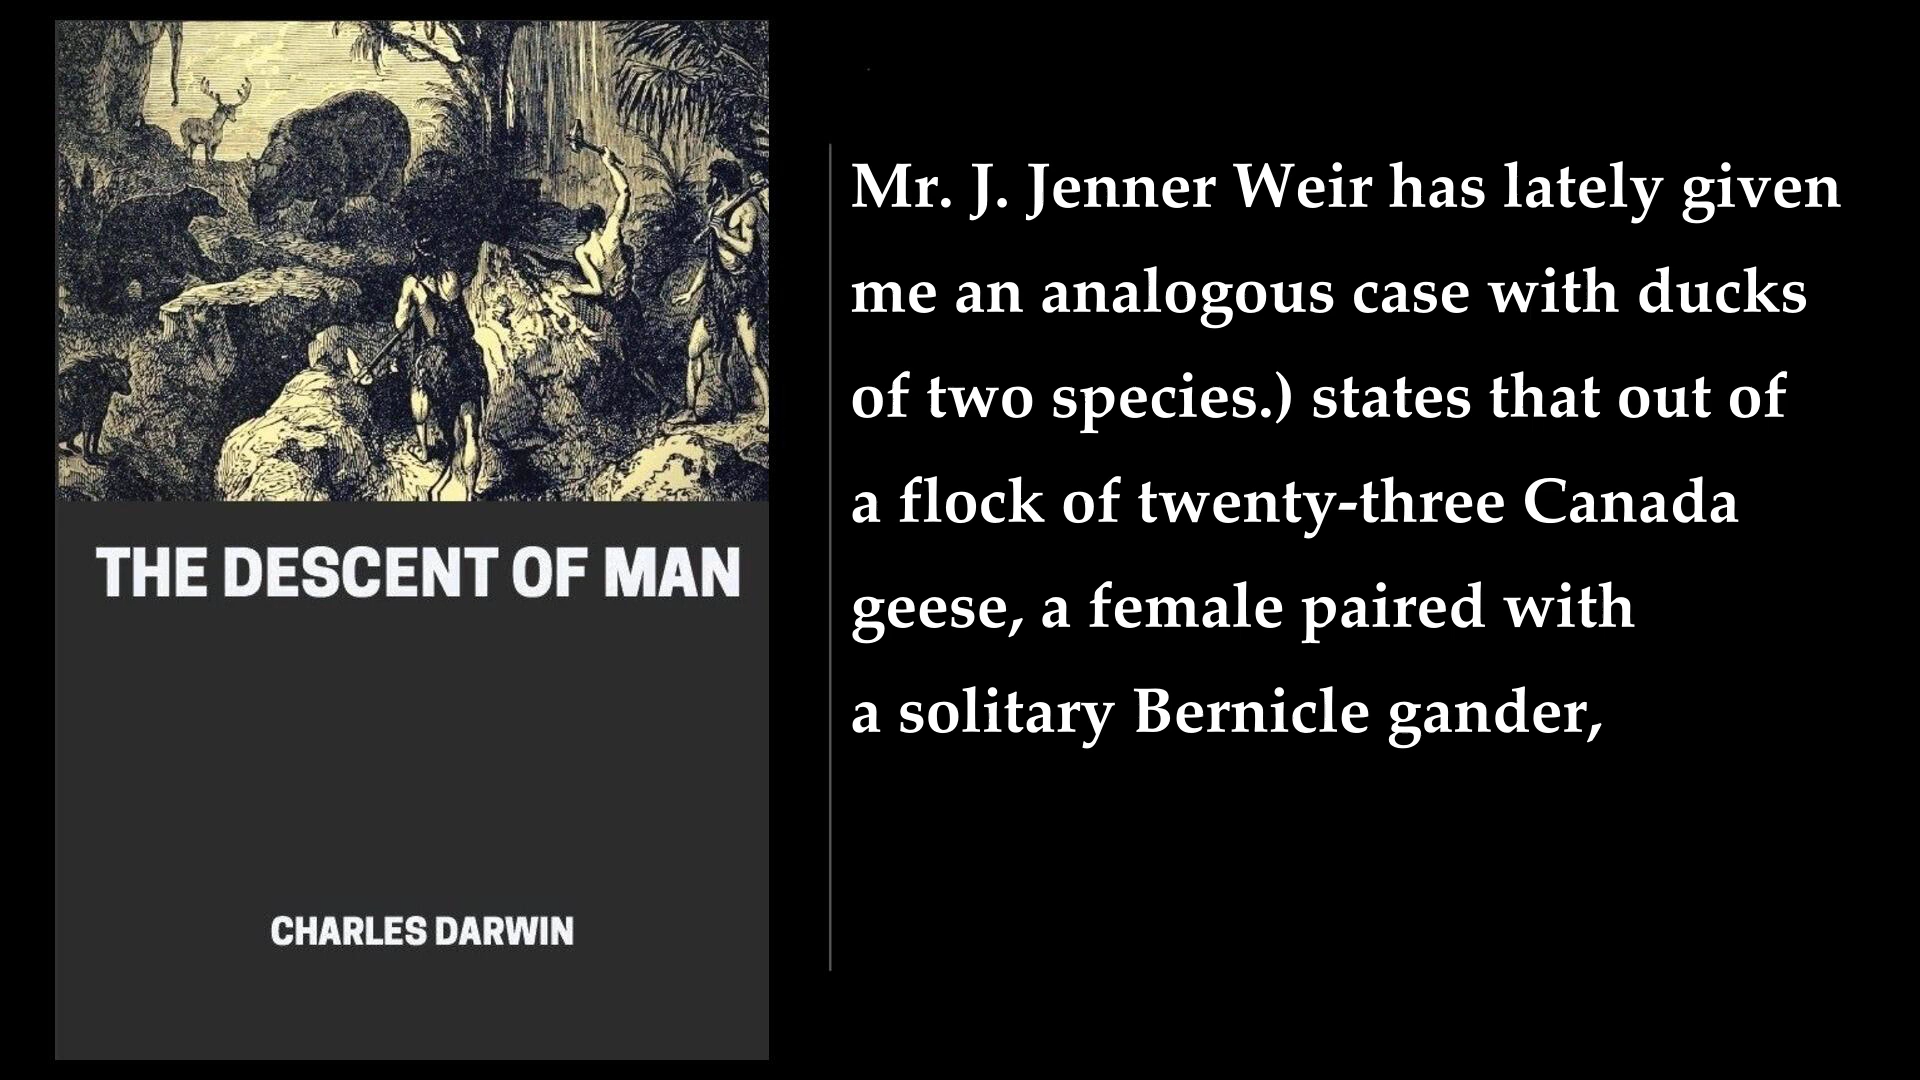 THE DESCENT OF MAN
CHARLES DARWIN
Mr. J. Jenner Weir has lately given
me an analogous case with ducks
of two species.) states that out of
a flock of twenty-three Canada
geese, a female paired with
a solitary Bernicle gander,